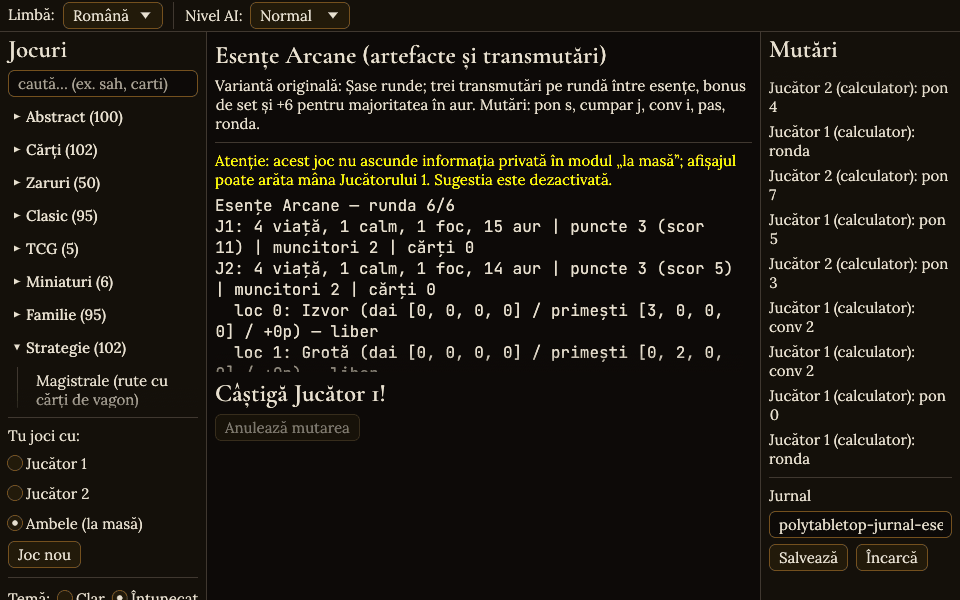 Limbă:
Română
Nivel AI:
Normal
Jocuri
caută... (ex. sah, carti)
Abstract (100)
Cărți (102)
Zaruri (50)
Clasic (95)
TCG (5)
Miniaturi (6)
Familie (95)
Strategie (102)
Magistrale (rute cu
cărți de vagon)
Tu joci cu:
Jucător 1
Jucător 2
Ambele (la masă)
Joc nou
Temă:
Clar
Întunecat
Esențe Arcane (artefacte și transmutări)
Variantă originală: Șase runde; trei transmutări pe rundă între esențe, bonus
de set și +6 pentru majoritatea în aur. Mutări: pon s, cumpar j, conv i, pas,
ronda.
Atenție: acest joc nu ascunde informația privată în modul „la masă”; afișajul
poate arăta mâna Jucătorului 1. Sugestia este dezactivată.
Esențe Arcane — runda 6/6
J1: 4 viață, 1 calm, 1 foc, 15 aur | puncte 3 (scor
11) | muncitori 2 | cărți 0
J2: 4 viață, 1 calm, 1 foc, 14 aur | puncte 3 (scor 5)
| muncitori 2 | cărți 0
loc 0: Izvor (dai [0, 0, 0, 0] / primești [3, 0, 0,
0] / +0p) — liber
loc 1: Grotă (dai [0, 0, 0, 0] / primești [0, 2, 0,
0] / +0p) — liber
Câștigă Jucător 1!
Anulează mutarea
Mutări
Jucător 2 (calculator): pon
4
Jucător 1 (calculator):
ronda
Jucător 2 (calculator): pon
7
Jucător 1 (calculator): pon
5
Jucător 2 (calculator): pon
3
Jucător 1 (calculator):
conv 2
Jucător 1 (calculator):
conv 2
Jucător 1 (calculator): pon
0
Jucător 1 (calculator):
ronda
Jurnal
polytabletop-jurnal-ese
Salvează
Încarcă